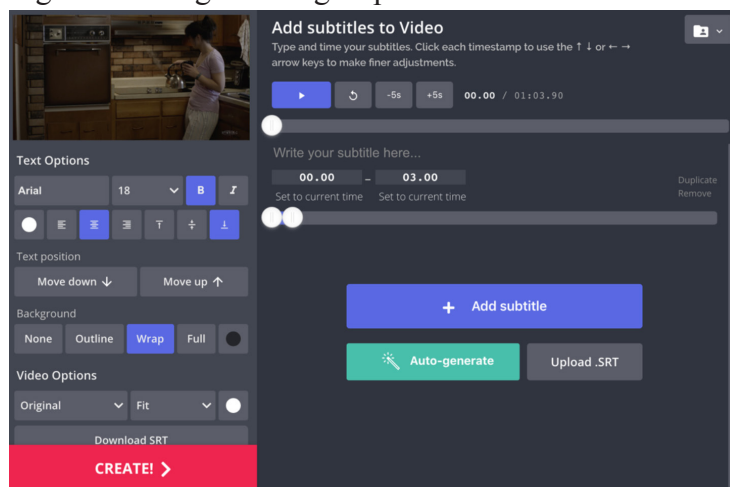 Add subtitles to Video
Type and time your subtitles. Click each timestamp to use the ↑ ↓ or ← →
arrow keys to make finer adjustments.
-5s
+5s
00.00 / 01:03.90
Write your subtitle here...
00.00 – 03.00
Set to current time
Set to current time
Duplicate
Remove
+ Add subtitle
Auto-generate
Upload .SRT
Text Options
Arial
18
B
I
Text position
Move down ↓
Move up ↑
Background
None
Outline
Wrap
Full
Video Options
Original
Fit
Download SRT
CREATE! >